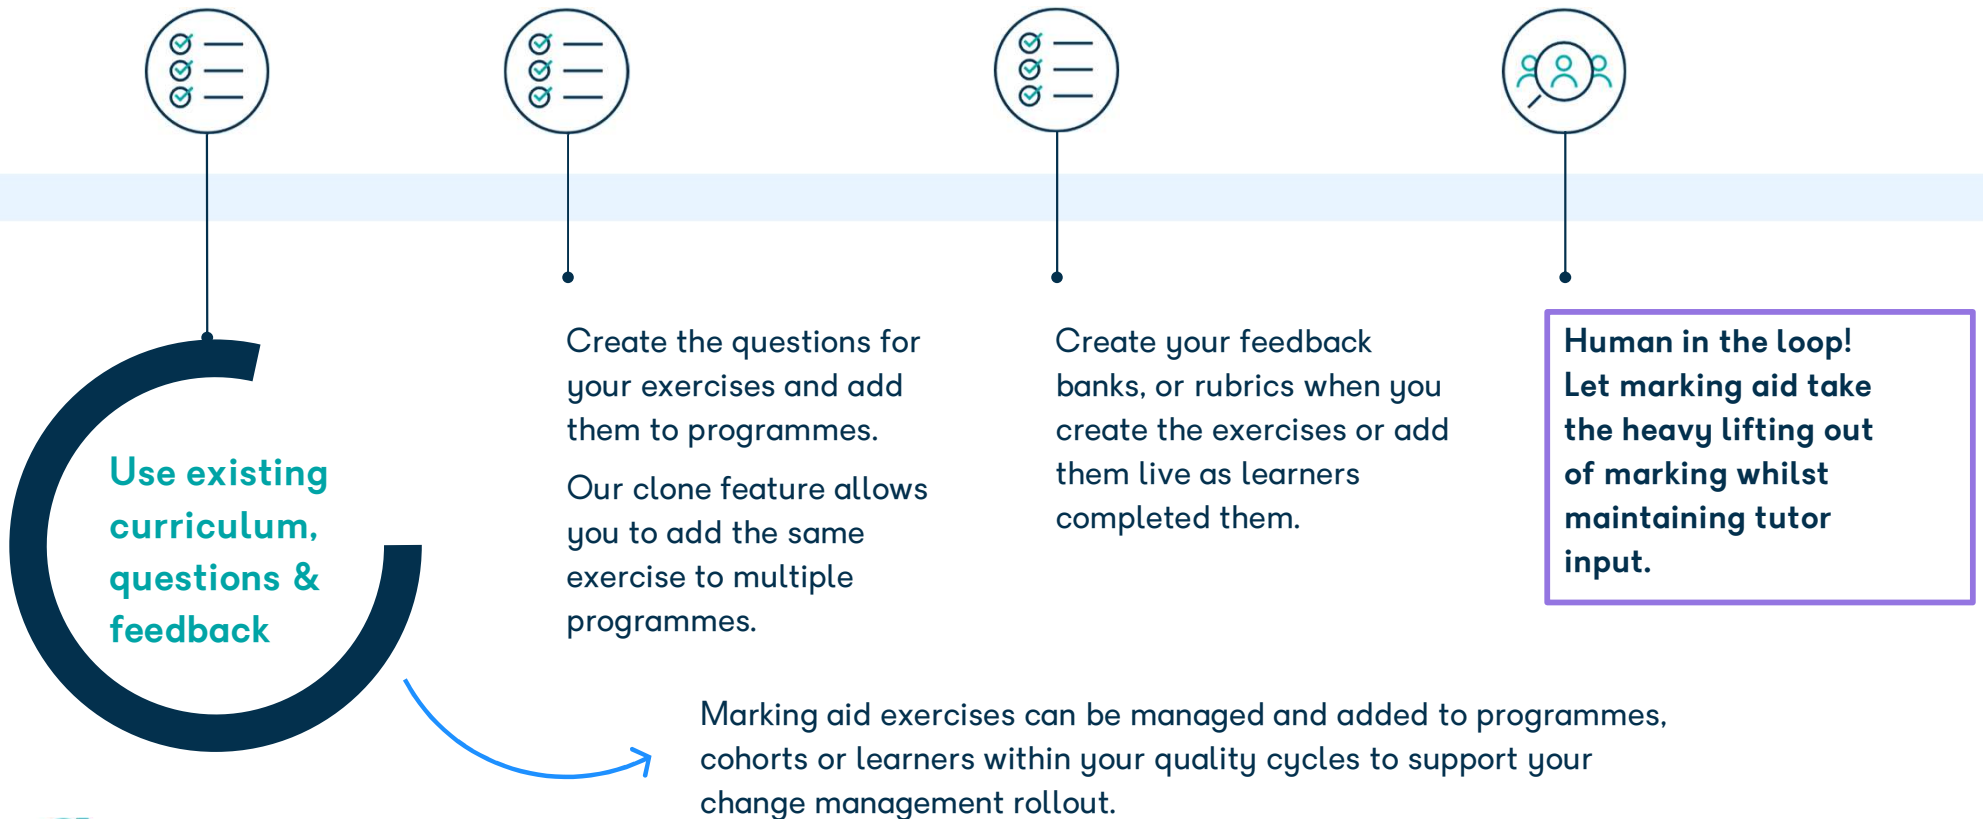 Use existing
curriculum,
questions &
feedback
Create the questions for
your exercises and add
them to programmes.
Our clone feature allows
you to add the same
exercise to multiple
programmes.
Create your feedback
banks, or rubrics when you
create the exercises or add
them live as learners
completed them.
Human in the loop!
Let marking aid take
the heavy lifting out
of marking whilst
maintaining tutor
input.
Marking aid exercises can be managed and added to programmes,
cohorts or learners within your quality cycles to support your
change management rollout.